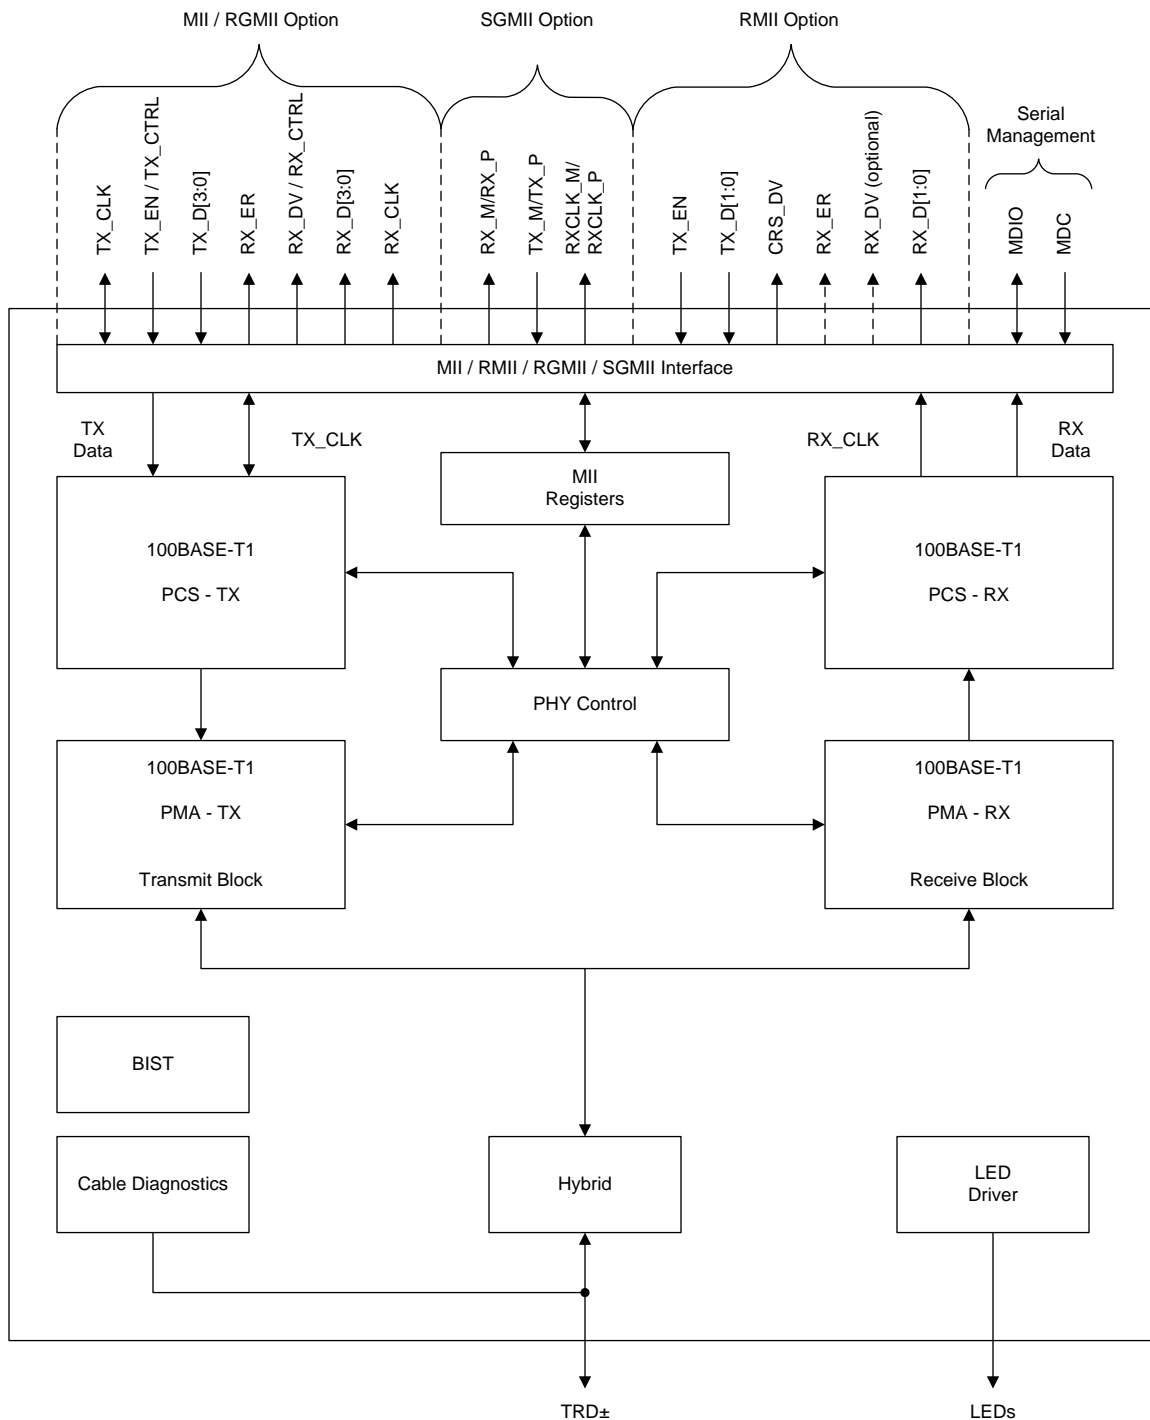 MII / RGMII Option
SGMII Option
RMII Option
Serial
Management
TX_CLK
TX_EN / TX_CTRL
TX_D[3:0]
RX_ER
RX_DV / RX_CTRL
RX_D[3:0]
RX_CLK
RX_M/RX_P
TX_M/TX_P
RXCLK_M/
RXCLK_P
TX_EN
TX_D[1:0]
CRS_DV
RX_ER
RX_DV (optional)
RX_D[1:0]
MDIO
MDC
MII / RMII / RGMII / SGMII Interface
TX
Data
TX_CLK
RX_CLK
RX
Data
MII
Registers
100BASE-T1
PCS - TX
100BASE-T1
PCS - RX
PHY Control
100BASE-T1
PMA - TX
Transmit Block
100BASE-T1
PMA - RX
Receive Block
BIST
Cable Diagnostics
Hybrid
LED
Driver
TRD±
LEDs